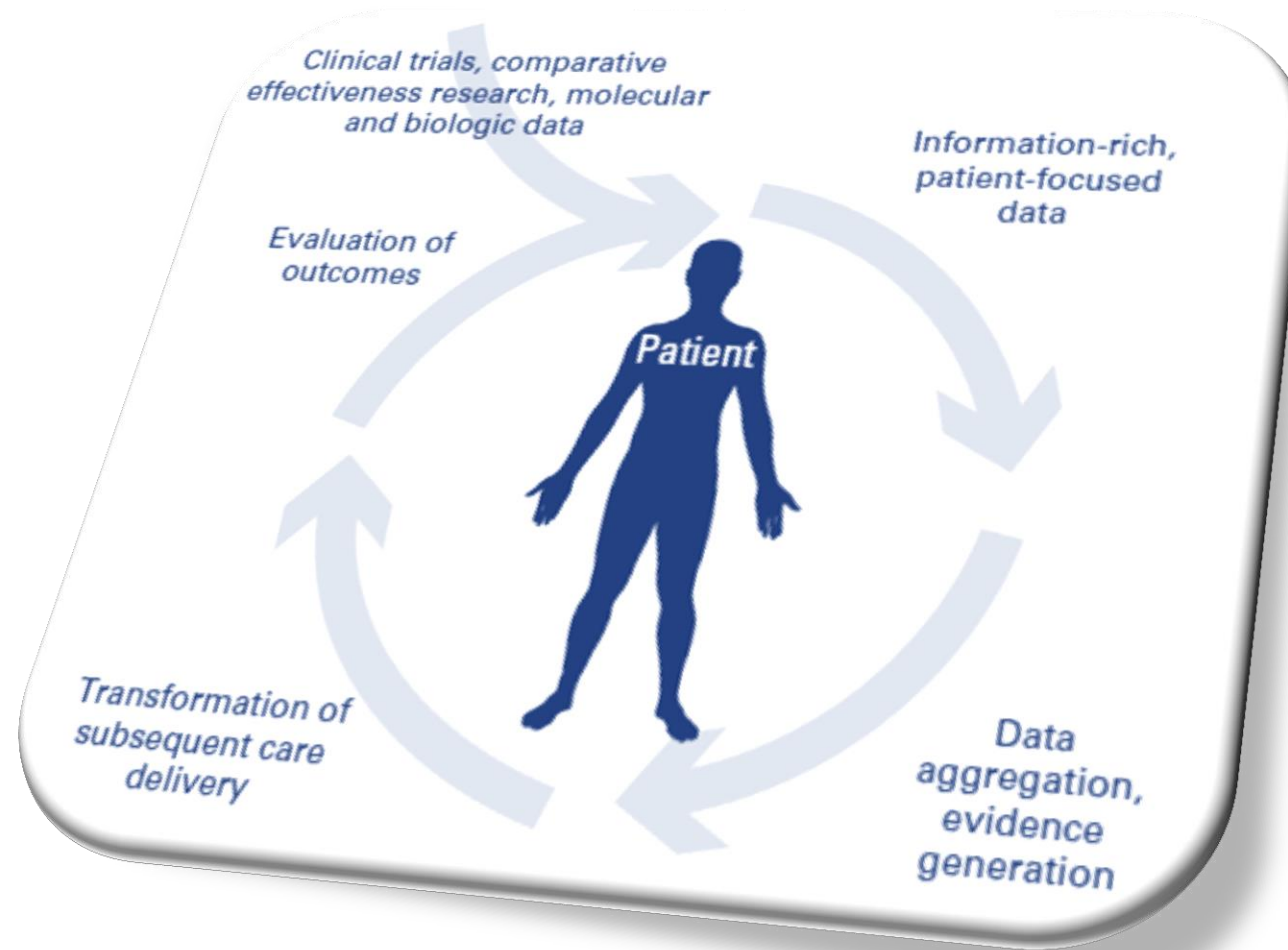 Clinical trials, comparative
effectiveness research, molecular
and biologic data
Information-rich,
patient-focused
data
Evaluation of
outcomes
Patient
Transformation of
subsequent care
delivery
Data
aggregation,
evidence
generation